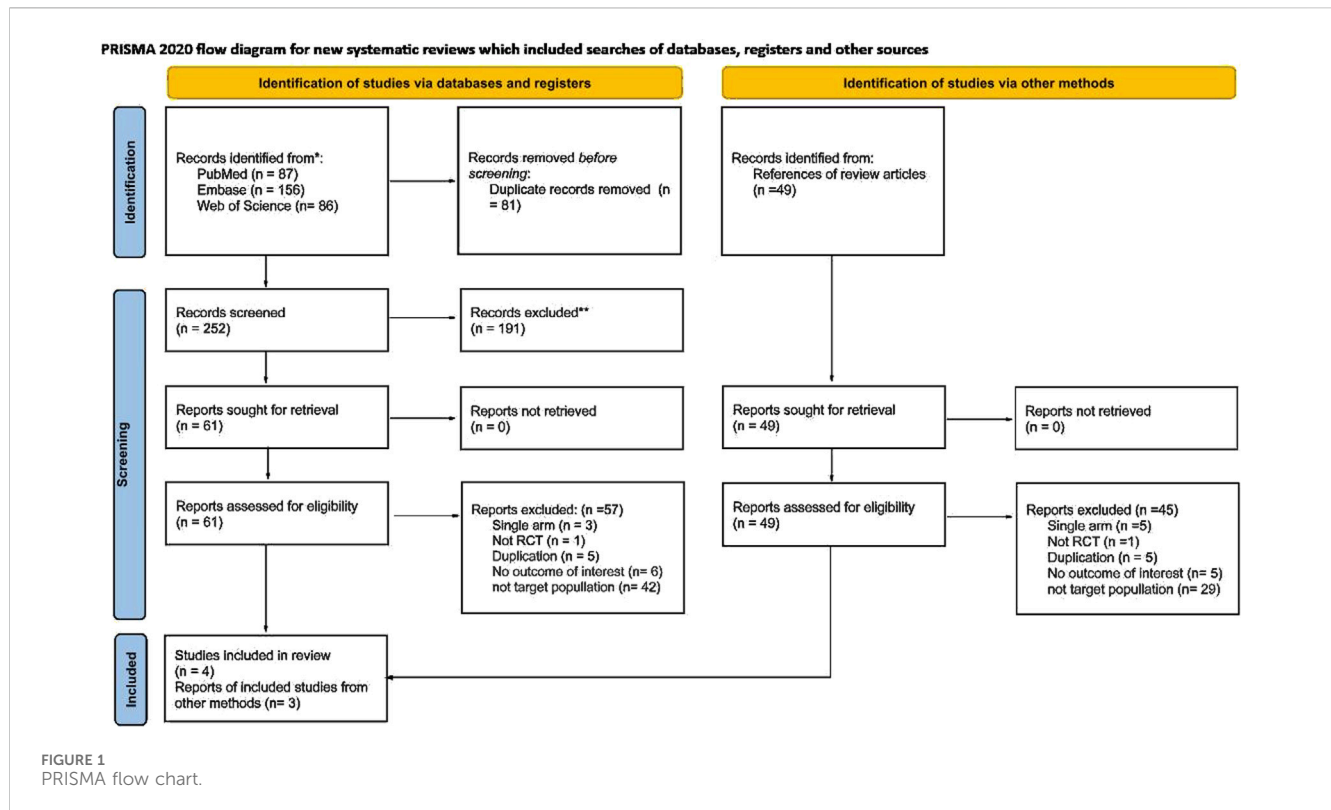 PRISMA 2020 flow diagram for new systematic reviews which included searches of databases, registers and other sources
Identification of studies via databases and registers
Identification of studies via other methods
Identification
Records identified from*:
PubMed (n = 87)
Embase (n = 156)
Web of Science (n= 86)
Records removed before
screening:
Duplicate records removed (n
= 81)
Records identified from:
References of review articles
(n =49)
Screening
Records screened
(n = 252)
Records excluded**
(n = 191)
Reports sought for retrieval
(n = 61)
Reports not retrieved
(n = 0)
Reports sought for retrieval
(n = 49)
Reports not retrieved
(n = 0)
Reports assessed for eligibility
(n = 61)
Reports excluded: (n =57)
Single arm (n = 3)
Not RCT (n = 1)
Duplication (n = 5)
No outcome of interest (n= 6)
not target popullation (n= 42)
Reports assessed for eligibility
(n = 49)
Reports excluded (n =45)
Single arm (n =5)
Not RCT (n =1)
Duplication (n = 5)
No outcome of interest (n= 5)
not target popullation (n= 29)
Included
Studies included in review
(n = 4)
Reports of included studies from
other methods (n= 3)
FIGURE 1
PRISMA flow chart.